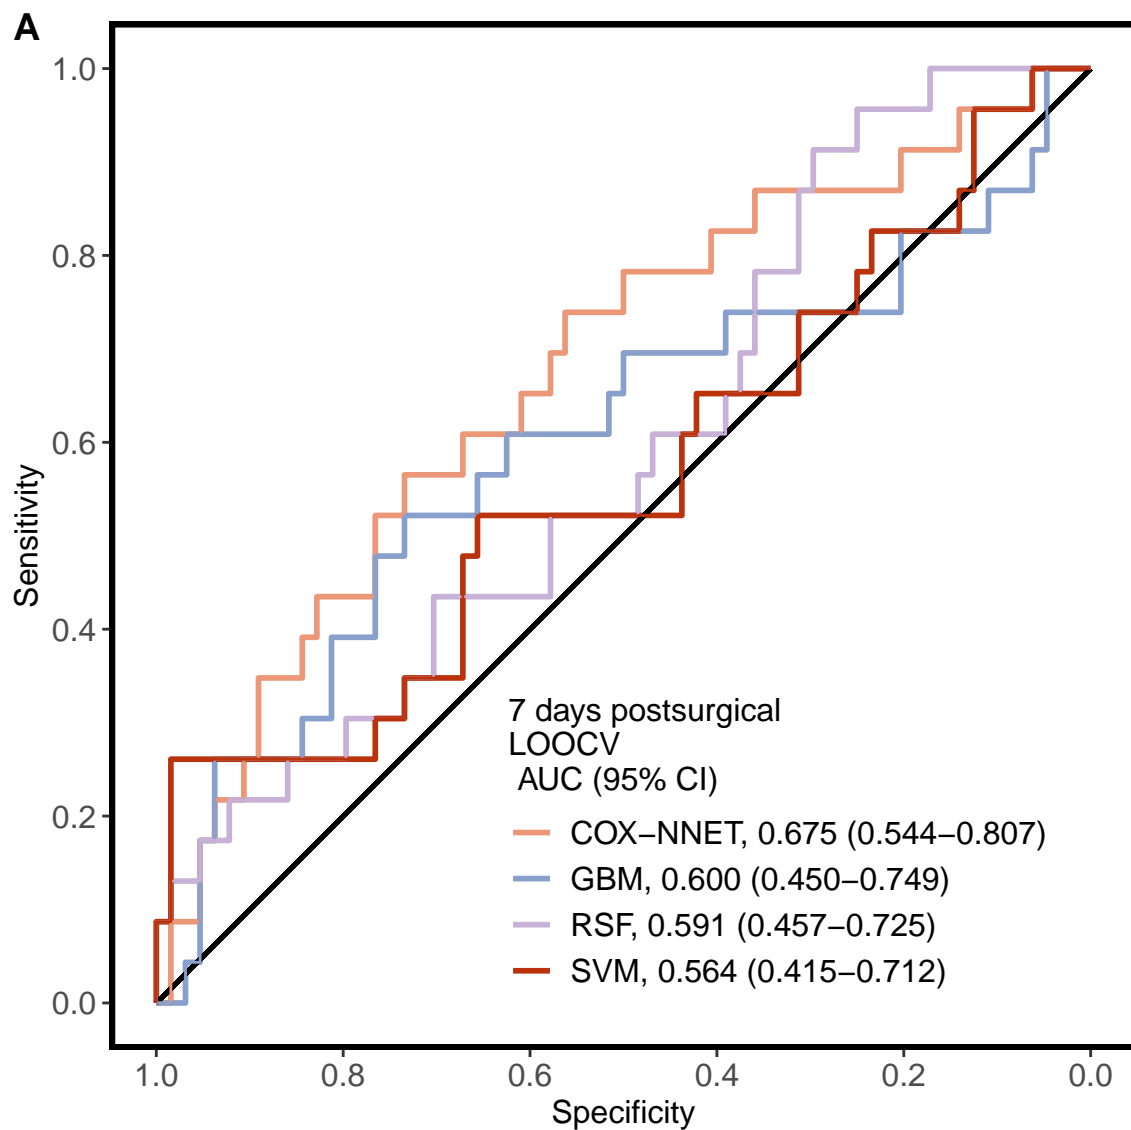 A
1.0
0.8
0.6
0.4
0.2
0.0
Sensitivity
7 days postsurgical
LOOCV
AUC (95% CI)
COX−NNET, 0.675 (0.544−0.807)
GBM, 0.600 (0.450−0.749)
RSF, 0.591 (0.457−0.725)
SVM, 0.564 (0.415−0.712)
1.0 0.8 0.6 0.4 0.2 0.0
Specificity